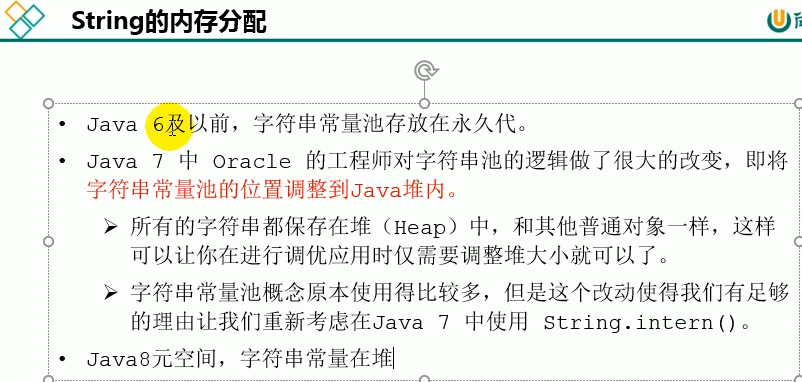 String的内存分配
Java 6及以前，字符串常量池存放在永久代。
Java 7 中 Oracle 的工程师对字符串池的逻辑做了很大的改变，即将
字符串常量池的位置调整到Java堆内。
所有的字符串都保存在堆（Heap）中，和其他普通对象一样，这样
可以让你在进行调优应用时仅需要调整堆大小就可以了。
字符串常量池概念原本使用得比较多，但是这个改动使得我们有足够
的理由让我们重新考虑在Java 7 中使用 String.intern()。
Java8元空间，字符串常量在堆